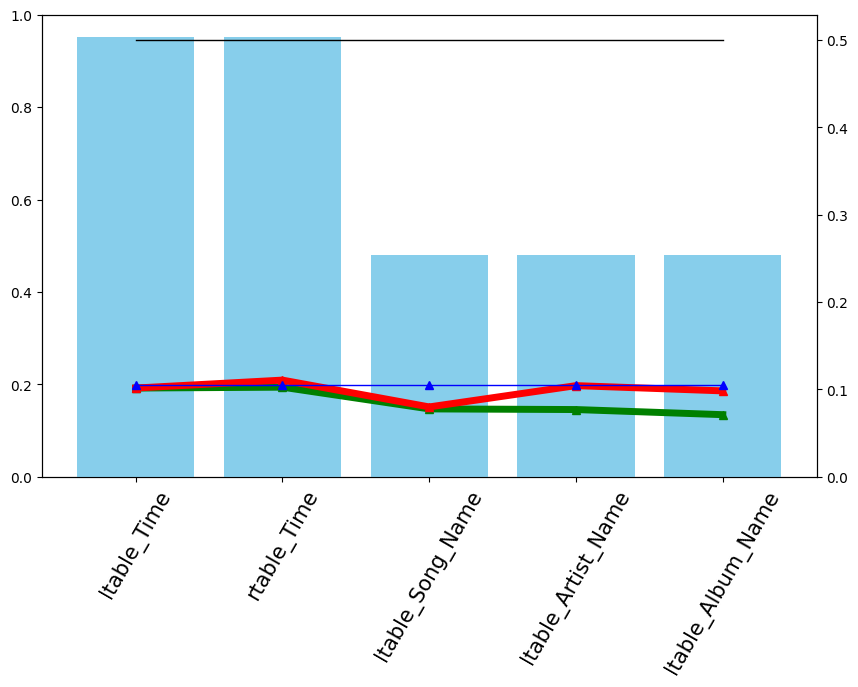 1.0
0.8
0.6
0.4
0.2
0.0
0.5
0.4
0.3
0.2
0.1
0.0
ltable_Time
rtable_Time
ltable_Song_Name
ltable_Artist_Name
ltable_Album_Name